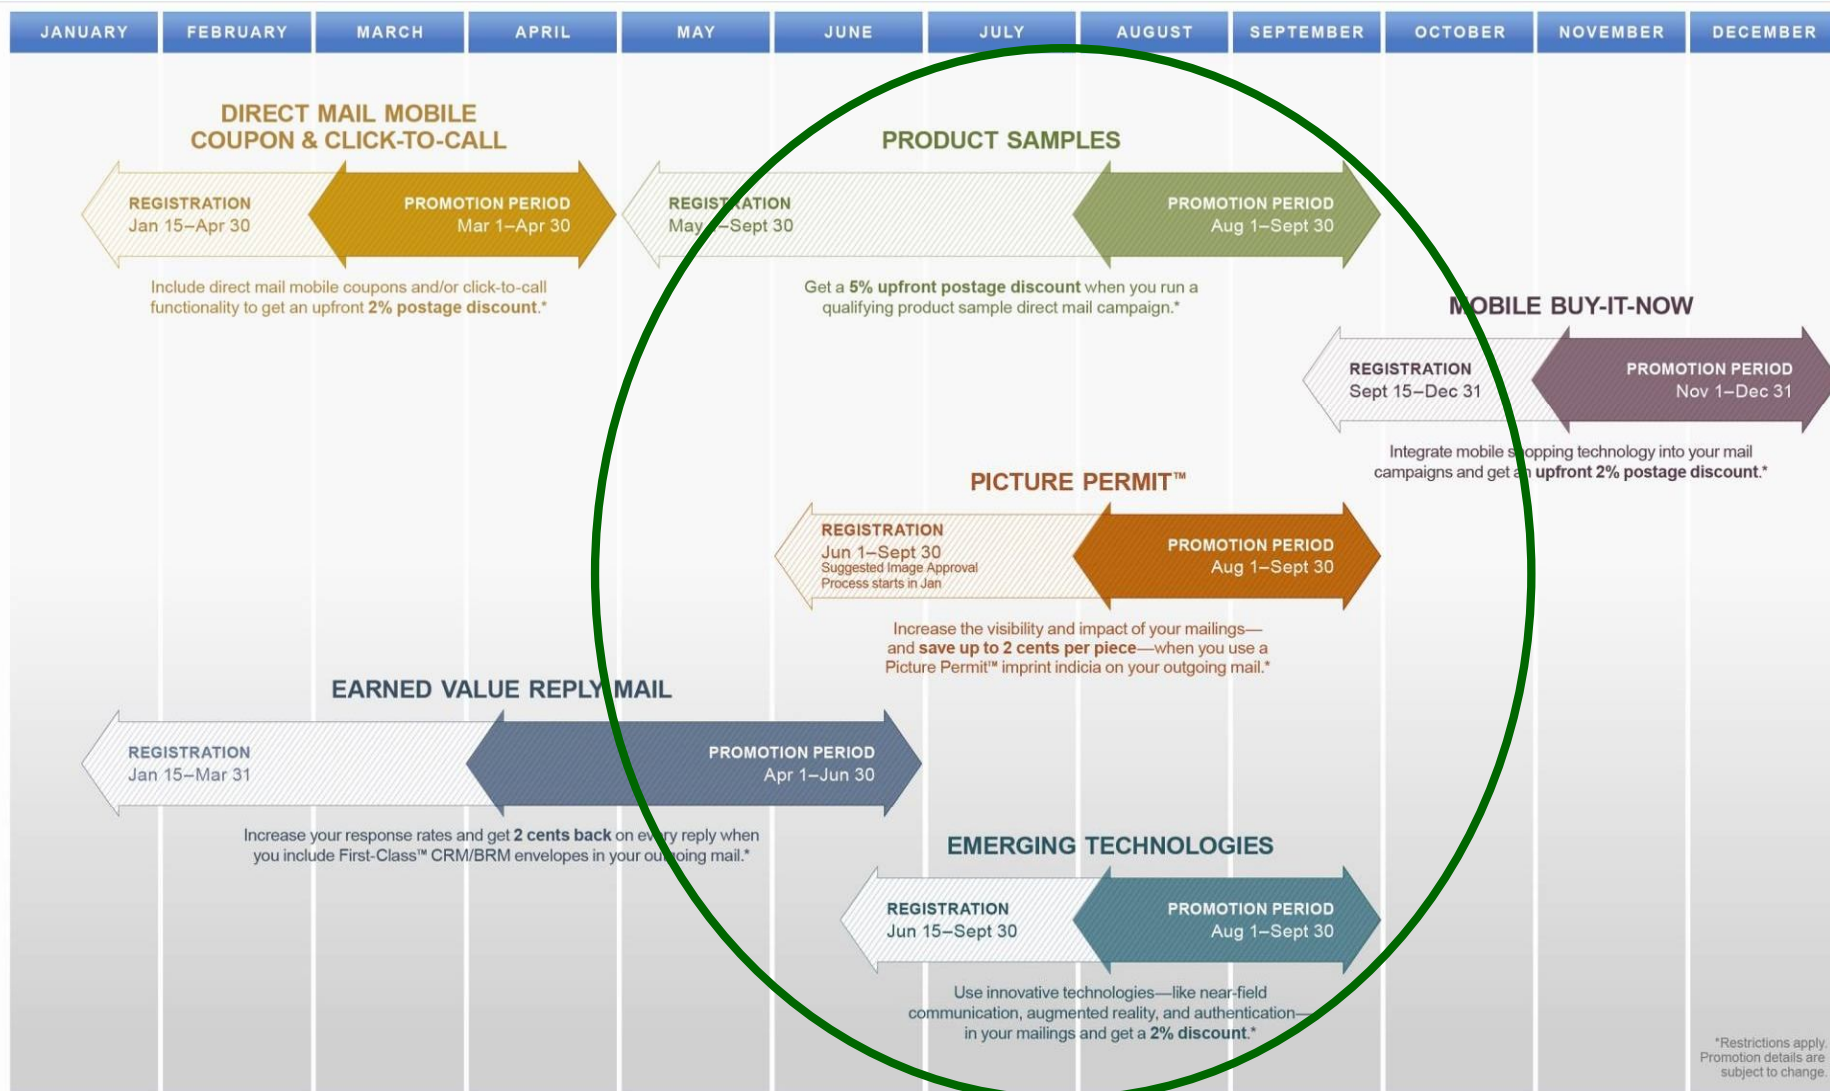 JANUARY
FEBRUARY
MARCH
APRIL
MAY
JUNE
JULY
AUGUST
SEPTEMBER
OCTOBER
NOVEMBER
DECEMBER
DIRECT MAIL MOBILE
COUPON & CLICK-TO-CALL
REGISTRATION
Jan 15–Apr 30
PROMOTION PERIOD
Mar 1–Apr 30
Include direct mail mobile coupons and/or click-to-call
functionality to get an upfront 2% postage discount.*
PRODUCT SAMPLES
REGISTRATION
May 1–Sept 30
PROMOTION PERIOD
Aug 1–Sept 30
Get a 5% upfront postage discount when you run a
qualifying product sample direct mail campaign.*
MOBILE BUY-IT-NOW
REGISTRATION
Sept 15–Dec 31
PROMOTION PERIOD
Nov 1–Dec 31
Integrate mobile shopping technology into your mail
campaigns and get an upfront 2% postage discount.*
PICTURE PERMIT™
REGISTRATION
Jun 1–Sept 30
Suggested Image Approval
Process starts in Jan
PROMOTION PERIOD
Aug 1–Sept 30
Increase the visibility and impact of your mailings—
and save up to 2 cents per piece—when you use a
Picture Permit™ imprint indicia on your outgoing mail.*
EARNED VALUE REPLY MAIL
REGISTRATION
Jan 15–Mar 31
PROMOTION PERIOD
Apr 1–Jun 30
Increase your response rates and get 2 cents back on every reply when
you include First-Class™ CRM/BRM envelopes in your outgoing mail.*
EMERGING TECHNOLOGIES
REGISTRATION
Jun 15–Sept 30
PROMOTION PERIOD
Aug 1–Sept 30
Use innovative technologies—like near-field
communication, augmented reality, and authentication—
in your mailings and get a 2% discount.*
*Restrictions apply.
Promotion details are
subject to change.